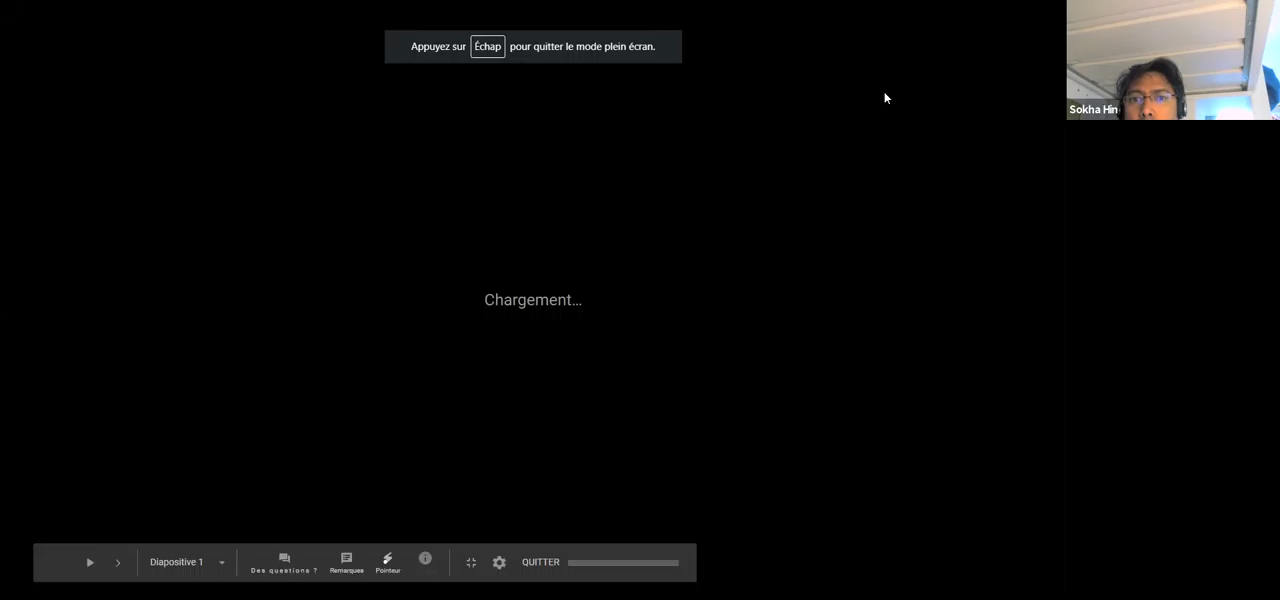 Appuyez sur Échap pour quitter le mode plein écran.
Sokha Hin
Chargement...
Diapositive 1
Des questions ?
Remarques
Pointeur
QUITTER